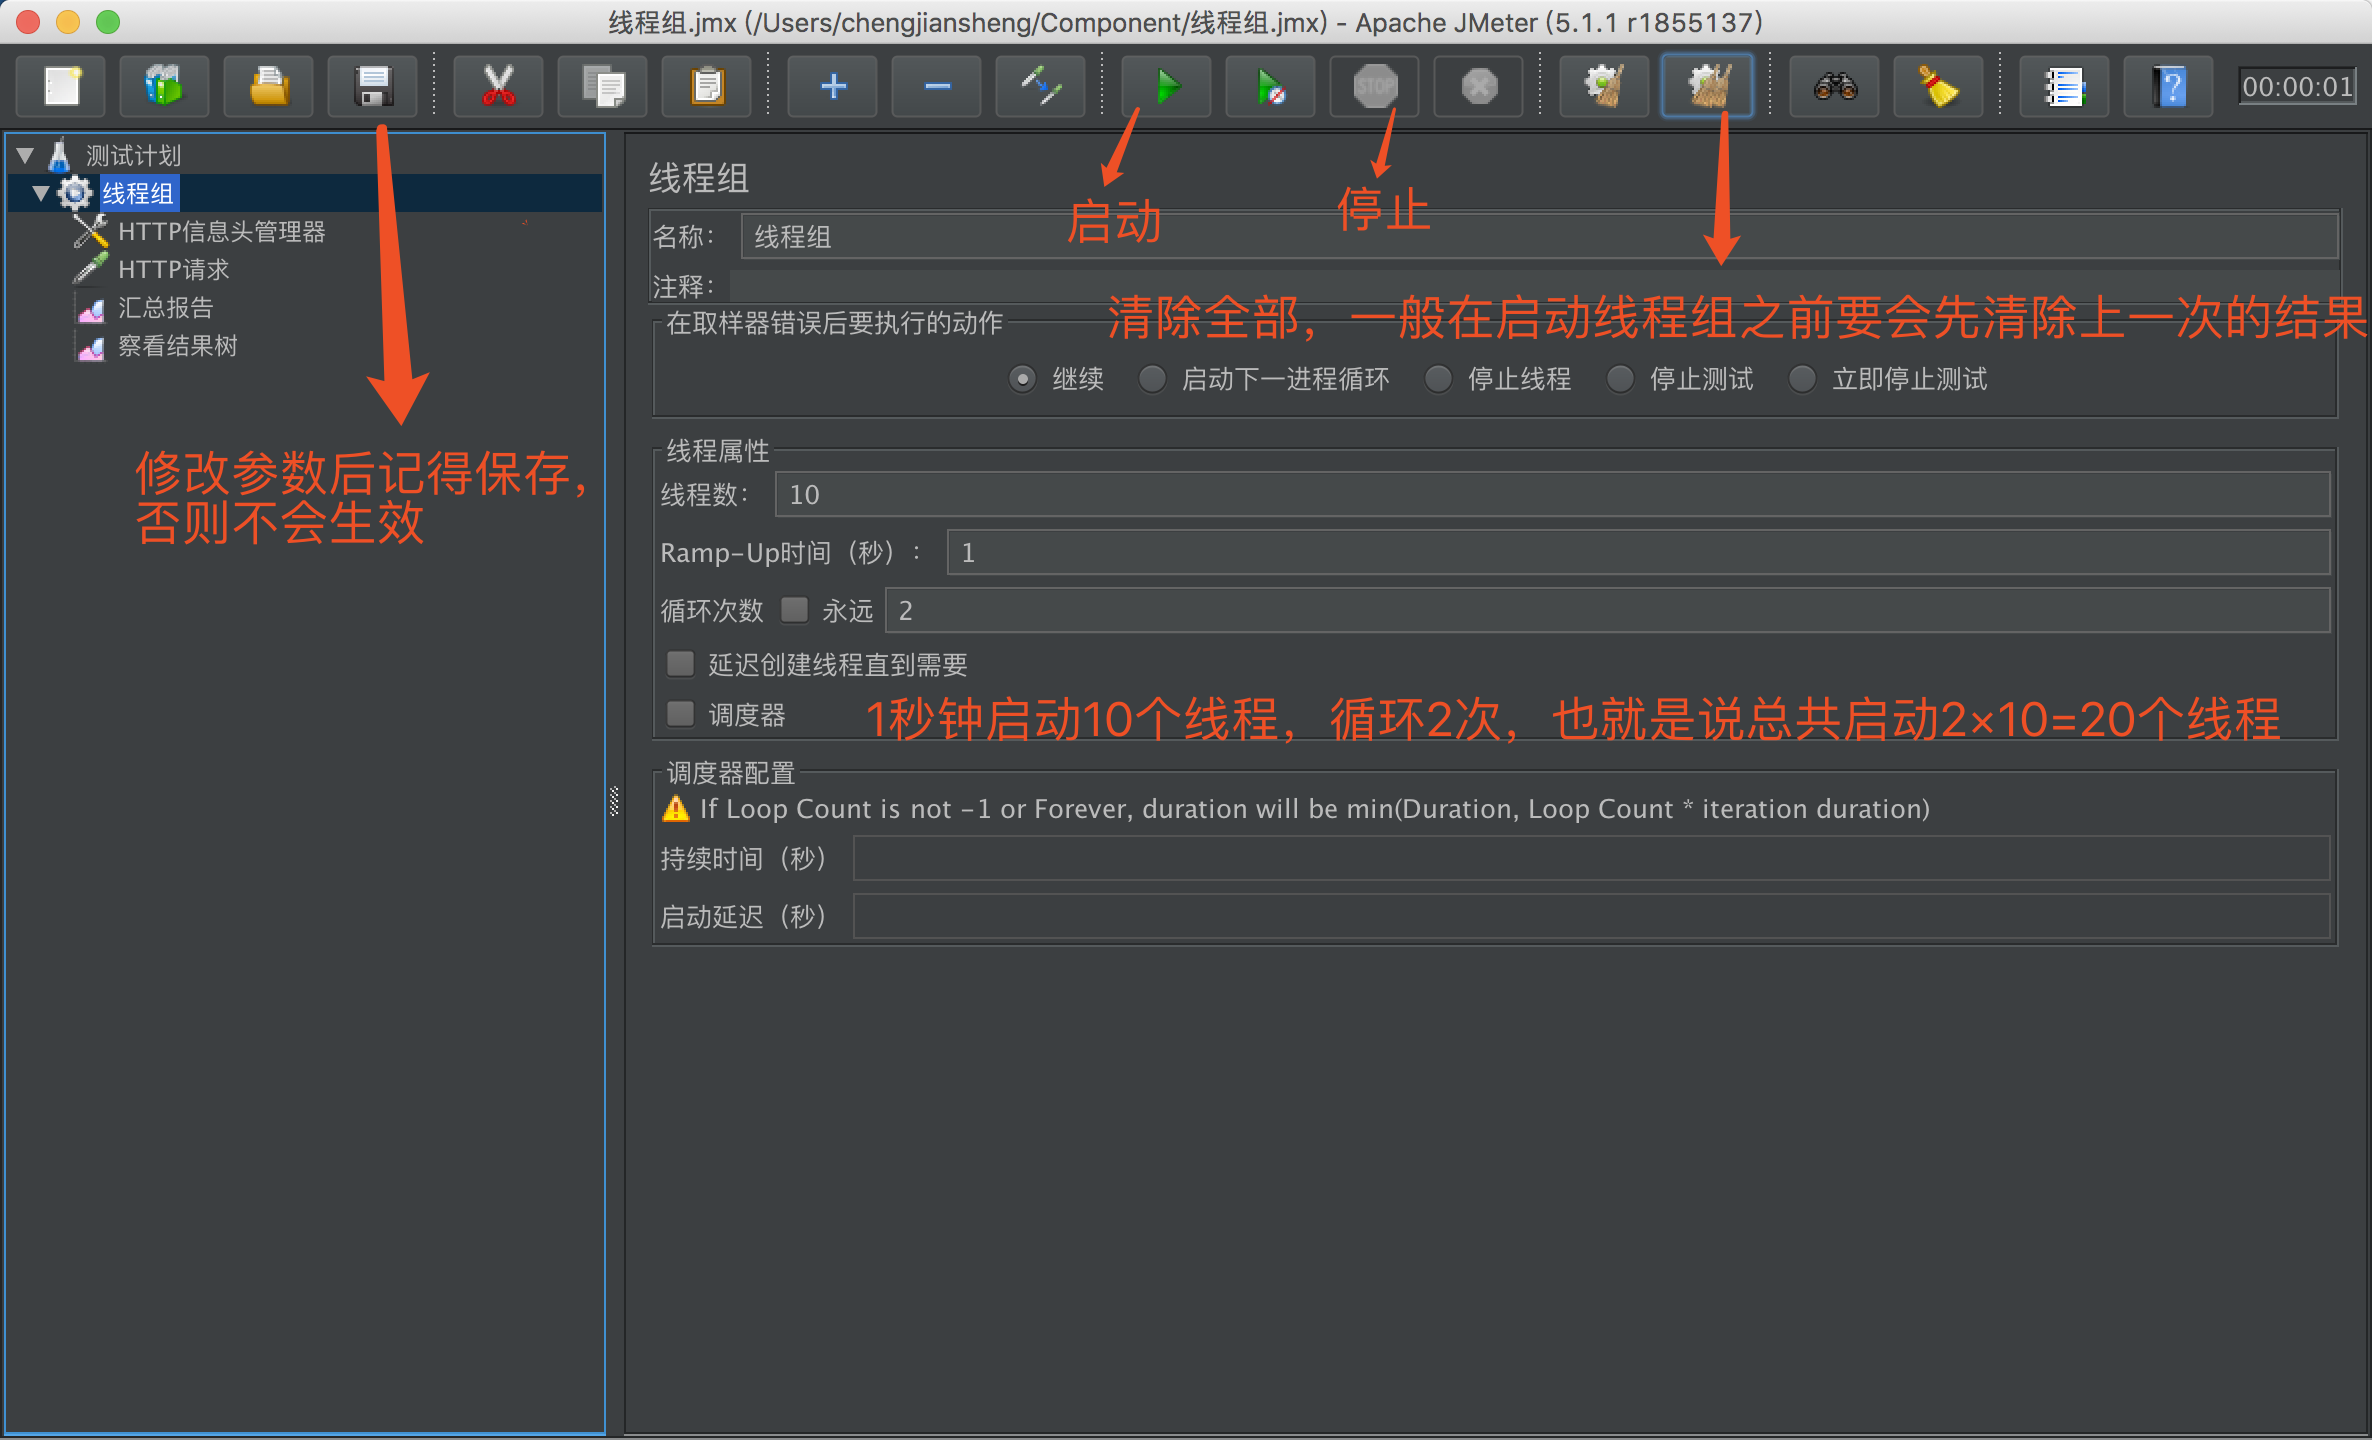 线程组.jmx (/Users/chengjiansheng/Component/线程组.jmx) - Apache JMeter (5.1.1 r1855137)
STOP
00:00:01
测试计划
线程组
HTTP信息头管理器
HTTP请求
汇总报告
察看结果树
修改参数后记得保存，
否则不会生效
线程组
启动
停止
名称：
线程组
注释：
清除全部，一般在启动线程组之前要会先清除上一次的结果
在取样器错误后要执行的动作
继续 启动下一进程循环 停止线程 停止测试 立即停止测试
线程属性
线程数： 10
Ramp-Up时间（秒）： 1
循环次数 永远 2
延迟创建线程直到需要
调度器
1秒钟启动10个线程，循环2次，也就是说总共启动2×10=20个线程
调度器配置
If Loop Count is not -1 or Forever, duration will be min(Duration, Loop Count * iteration duration)
持续时间（秒）
启动延迟（秒）